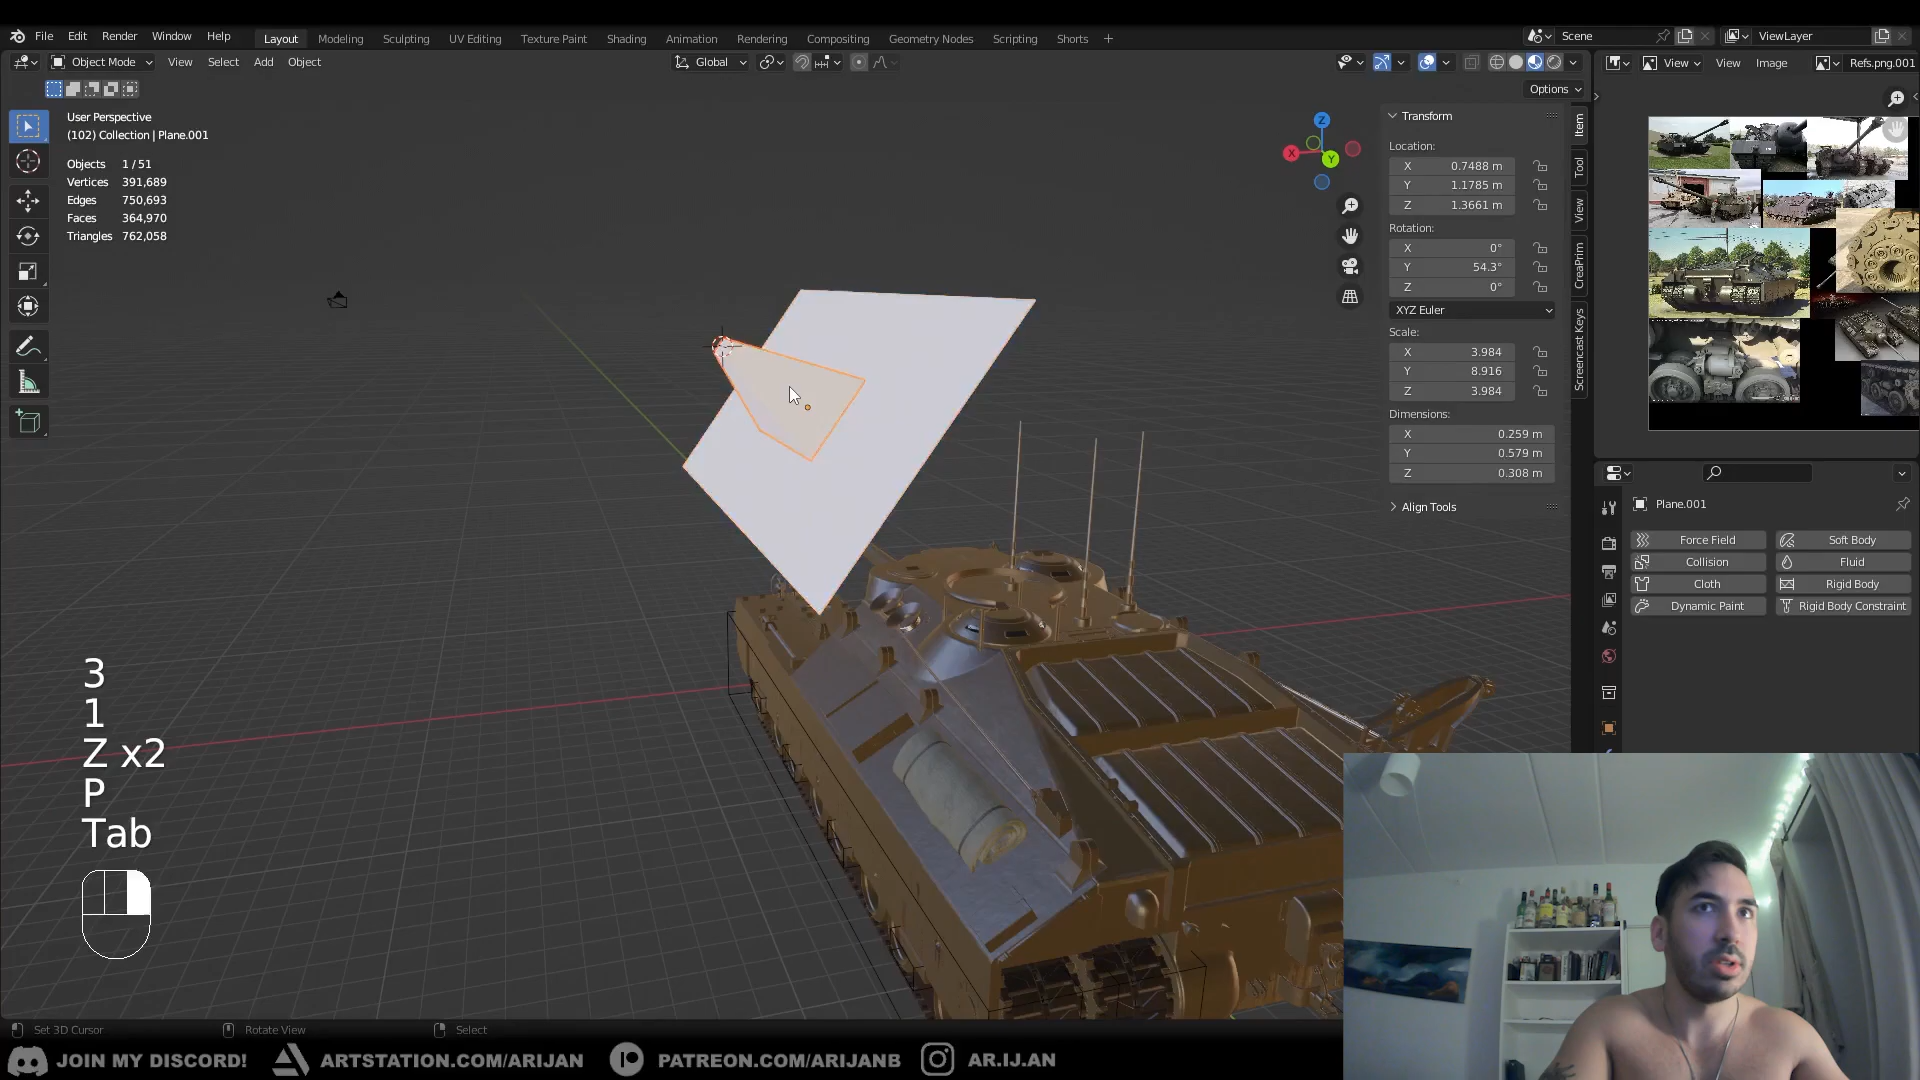 File Edit Render Window Help Layout Modeling Sculpting UV Editing Texture Paint Shading Animation Rendering Compositing Geometry Nodes Scripting Shorts + Scene ViewLayer
Object Mode View Select Add Object Global View View Image Refs.png.001
Options
User Perspective
(102) Collection | Plane.001
Objects 1 / 51
Vertices 391,689
Edges 750,693
Faces 364,970
Triangles 762,058
Z
X
Y
Transform
Location:
X 0.7488 m
Y 1.1785 m
Z 1.3661 m
Rotation:
X 0°
Y 54.3°
Z 0°
XYZ Euler
Scale:
X 3.984
Y 8.916
Z 3.984
Dimensions:
X 0.259 m
Y 0.579 m
Z 0.308 m
Align Tools
Item
Tool
View
CreaPrim
Screencast Keys
Plane.001
Force Field Soft Body
Collision Fluid
Cloth Rigid Body
Dynamic Paint Rigid Body Constraint
3
1
Z x2
P
Tab
Set 3D Cursor Rotate View Select
JOIN MY DISCORD! ARTSTATION.COM/ARIJAN PATREON.COM/ARIJANB AR.IJ.AN